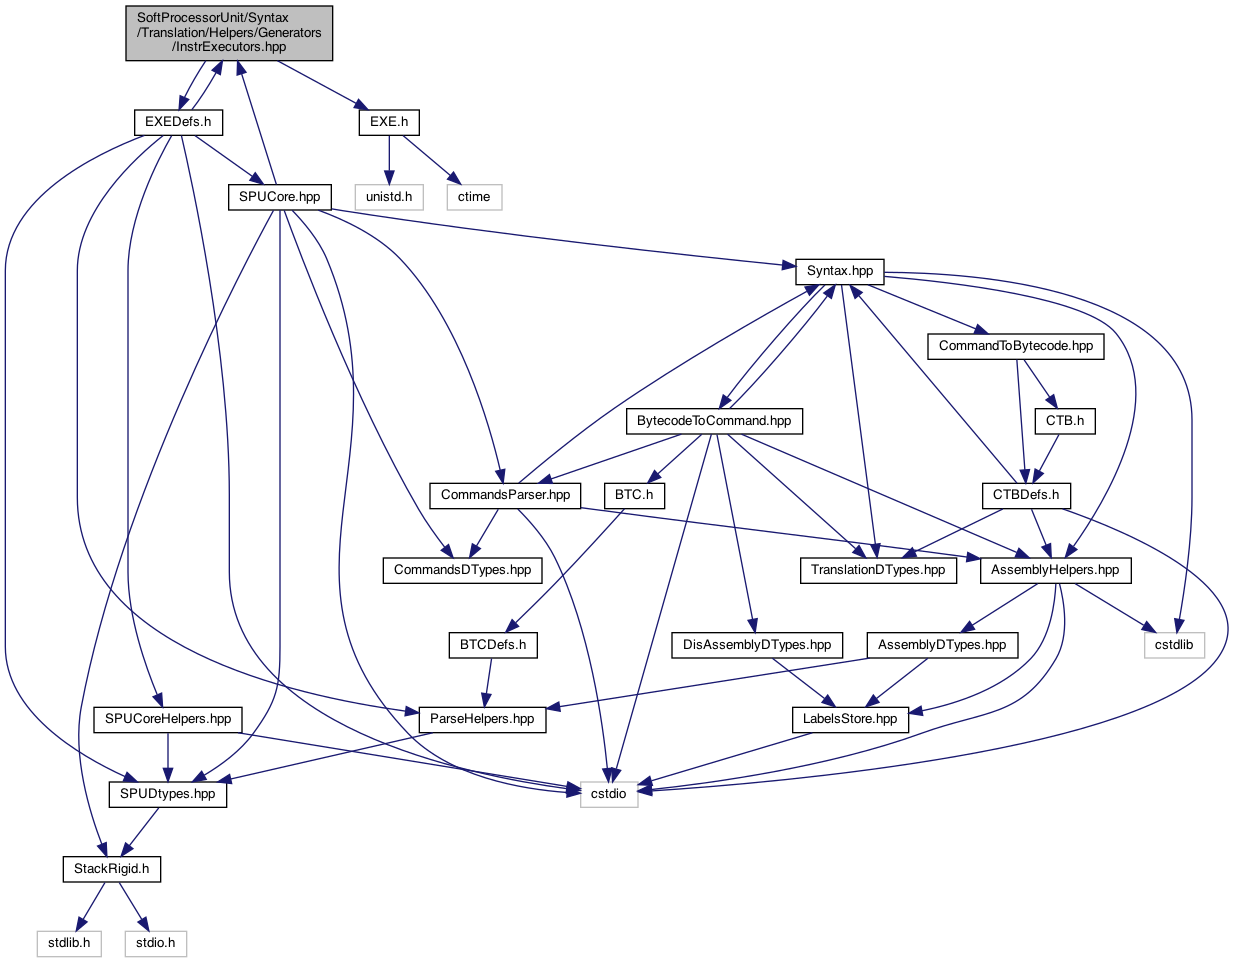 SoftProcessorUnit/Syntax
/Translation/Helpers/Generators
/InstrExecutors.hpp
EXEDefs.h
EXE.h
SPUCore.hpp
unistd.h
ctime
Syntax.hpp
CommandToBytecode.hpp
BytecodeToCommand.hpp
CTB.h
CommandsParser.hpp
BTC.h
CTBDefs.h
CommandsDTypes.hpp
TranslationDTypes.hpp
AssemblyHelpers.hpp
BTCDefs.h
DisAssemblyDTypes.hpp
AssemblyDTypes.hpp
cstdlib
SPUCoreHelpers.hpp
ParseHelpers.hpp
LabelsStore.hpp
SPUDtypes.hpp
cstdio
StackRigid.h
stdlib.h
stdio.h